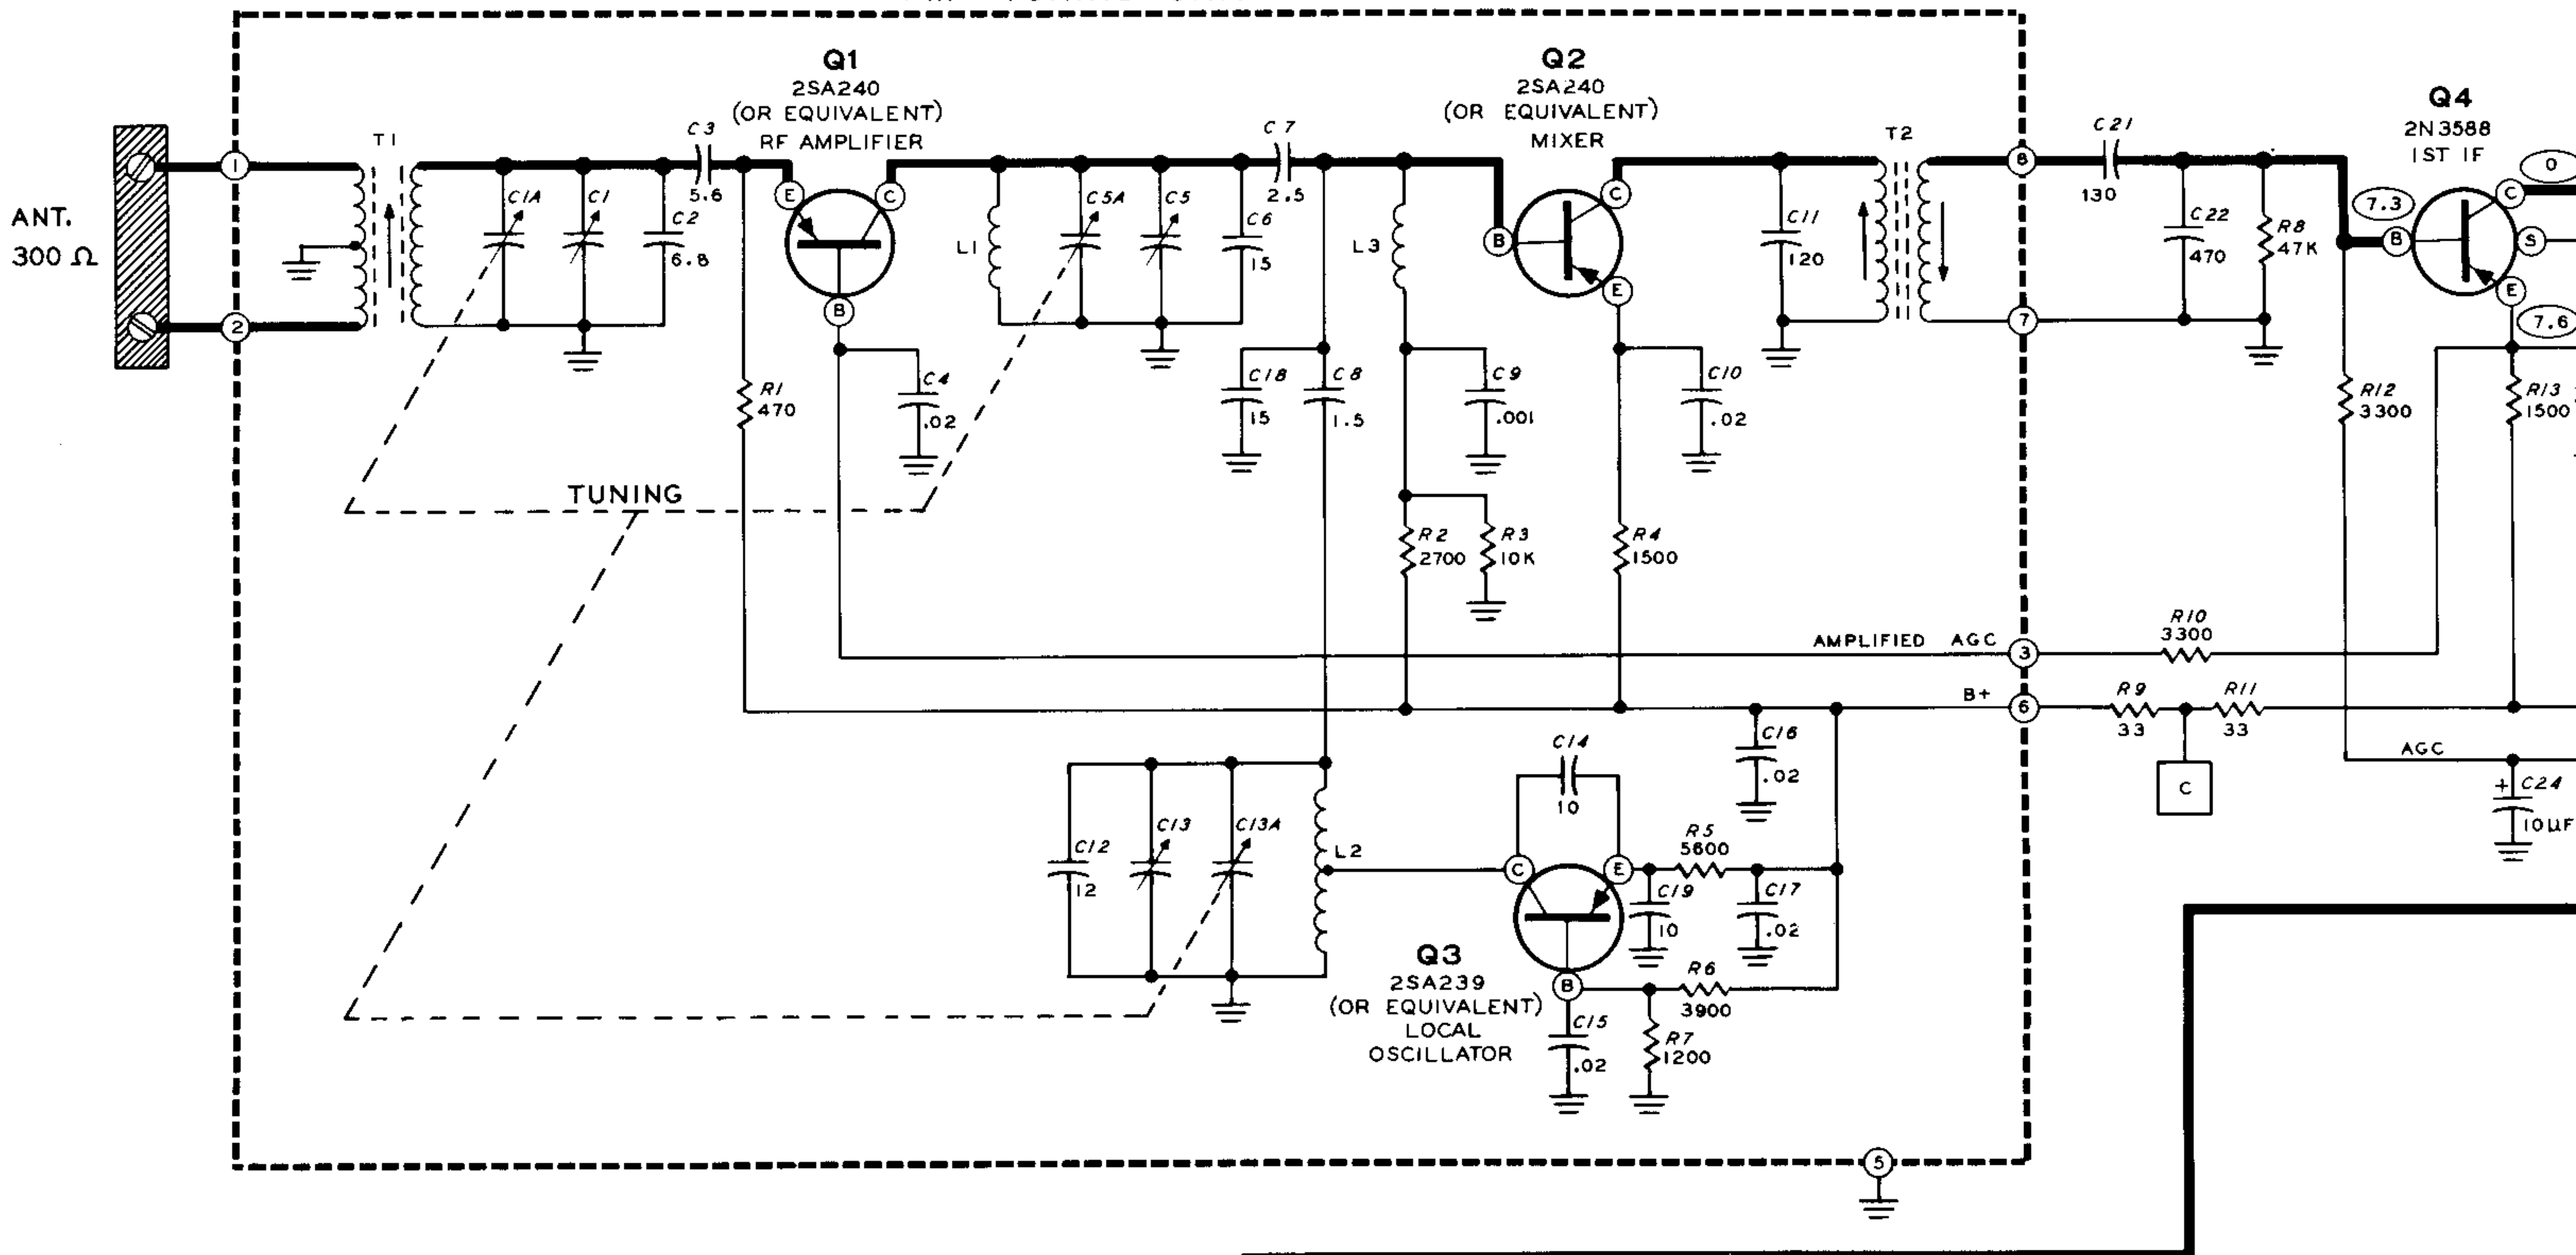 ANT.
300 Ω
1
2
T1
C1A
C1
C2
6.8
C3
5.6
Q1
2SA240
(OR EQUIVALENT)
RF AMPLIFIER
E
C
B
R1
470
C4
.02
L1
C5A
C5
C6
15
C7
2.5
TUNING
C18
15
C8
1.5
L3
C9
.001
R2
2700
R3
10K
Q2
2SA240
(OR EQUIVALENT)
MIXER
B
C
E
C10
.02
R4
1500
C11
120
T2
8
7
C21
130
C22
470
R8
47K
Q4
2N3588
1ST IF
7.3
0
B
C
S
E
7.6
R12
3300
R13
1500
AMPLIFIED AGC
3
R10
3300
B+
6
R9
33
R11
33
C
AGC
+
C24
10UF
C12
12
C13
C13A
L2
C14
10
C16
.02
C
E
B
R5
5600
C19
10
C17
.02
Q3
2SA239
(OR EQUIVALENT)
LOCAL
OSCILLATOR
R6
3900
C15
.02
R7
1200
5